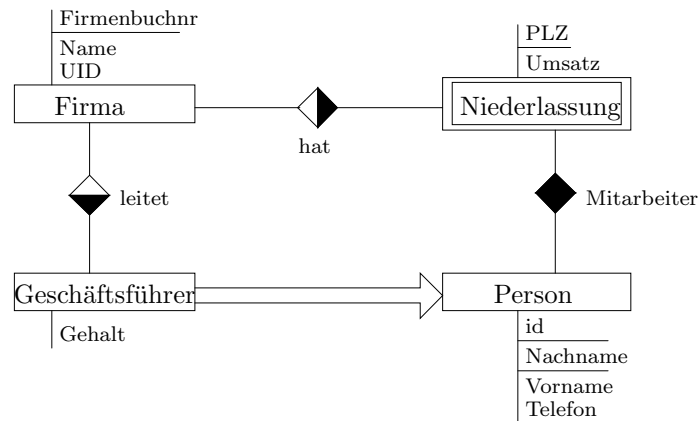 Firmenbuchnr
Name
UID
Firma
PLZ
Umsatz
Niederlassung
hat
leitet
Mitarbeiter
Geschäftsführer
Gehalt
Person
id
Nachname
Vorname
Telefon